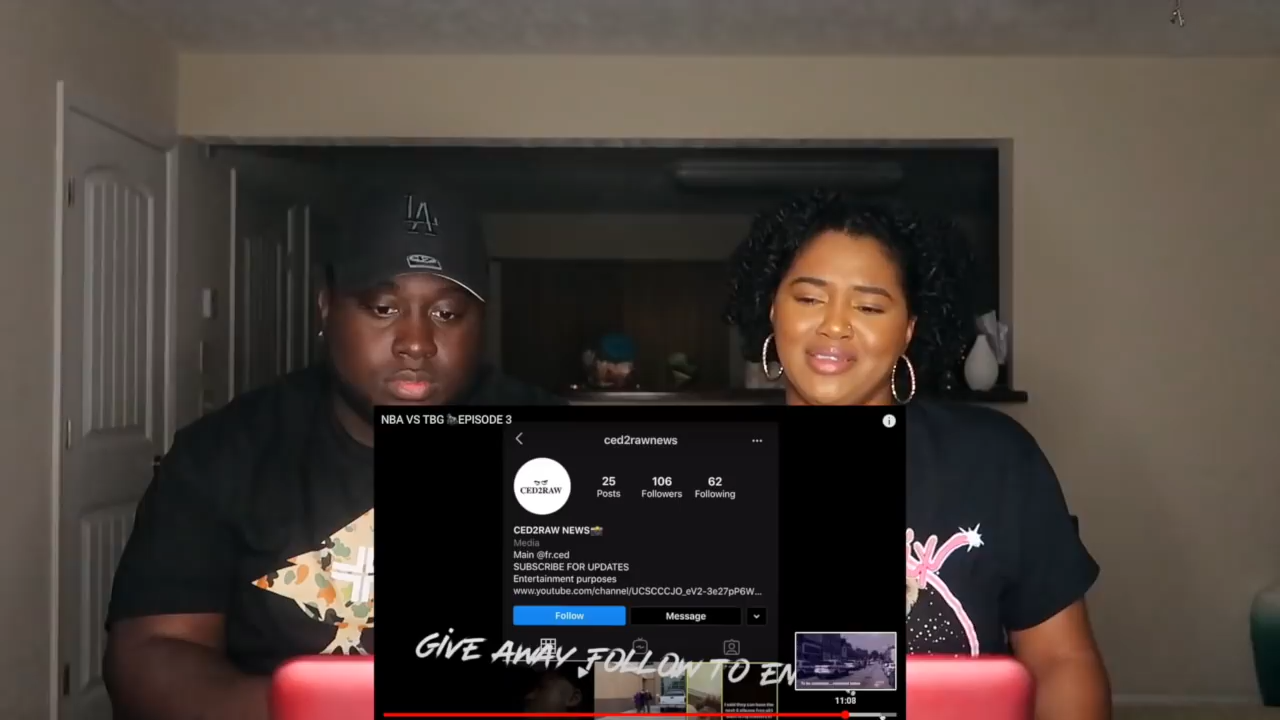 LA
NBA VS TBG EPISODE 3
ced2rawnews
CED2RAW
25 106 62
Posts Followers Following
CED2RAW NEWS
Media
Main @fr.ced
SUBSCRIBE FOR UPDATES
Entertainment purposes
www.youtube.com/channel/UCSCCCJO_eV2-3e27pP6W...
Follow Message
GIVE AWAY FOLLOW TO EN
11:08